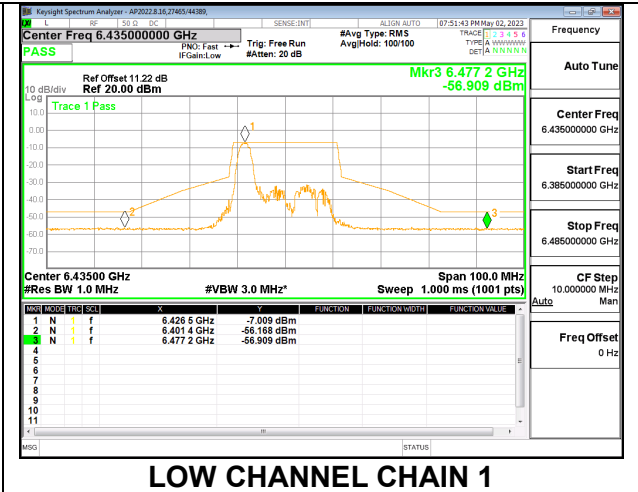 Keysight Spectrum Analyzer - AP2022.8.16,27465/44389,
L RF 50 Ω DC SENSE:INT ALIGN AUTO 07:51:43 PM May 02, 2023
Center Freq 6.435000000 GHz
PNO: Fast
IFGain:Low
Trig: Free Run
#Atten: 20 dB
#Avg Type: RMS
Avg|Hold: 100/100
TRACE 1 2 3 4 5 6
TYPE A WWWWW
DET A N N N N N
PASS
Ref Offset 11.22 dB
Ref 20.00 dBm
10 dB/div
Log
Mkr3 6.477 2 GHz
-56.909 dBm
Trace 1 Pass
10.0
0.00
-10.0
-20.0
-30.0
-40.0
-50.0
-60.0
-70.0
1
2
3
Center 6.43500 GHz Span 100.0 MHz
#Res BW 1.0 MHz #VBW 3.0 MHz* Sweep 1.000 ms (1001 pts)
MKR MODE TRC SCL X Y FUNCTION FUNCTION WIDTH FUNCTION VALUE
1 N 1 f 6.426 5 GHz -7.009 dBm
2 N 1 f 6.401 4 GHz -56.168 dBm
3 N 1 f 6.477 2 GHz -56.909 dBm
4
5
6
7
8
9
10
11
MSG STATUS
Frequency
Auto Tune
Center Freq
6.435000000 GHz
Start Freq
6.385000000 GHz
Stop Freq
6.485000000 GHz
CF Step
10.000000 MHz
Auto Man
Freq Offset
0 Hz
LOW CHANNEL CHAIN 1